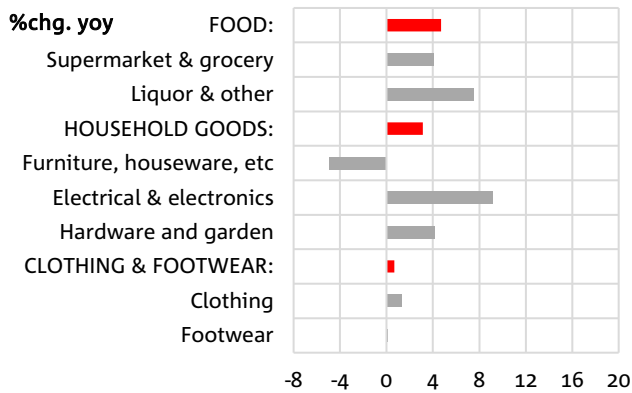 %chg. yoy
FOOD:
Supermarket & grocery
Liquor & other
HOUSEHOLD GOODS:
Furniture, houseware, etc
Electrical & electronics
Hardware and garden
CLOTHING & FOOTWEAR:
Clothing
Footwear
-8 -4 0 4 8 12 16 20